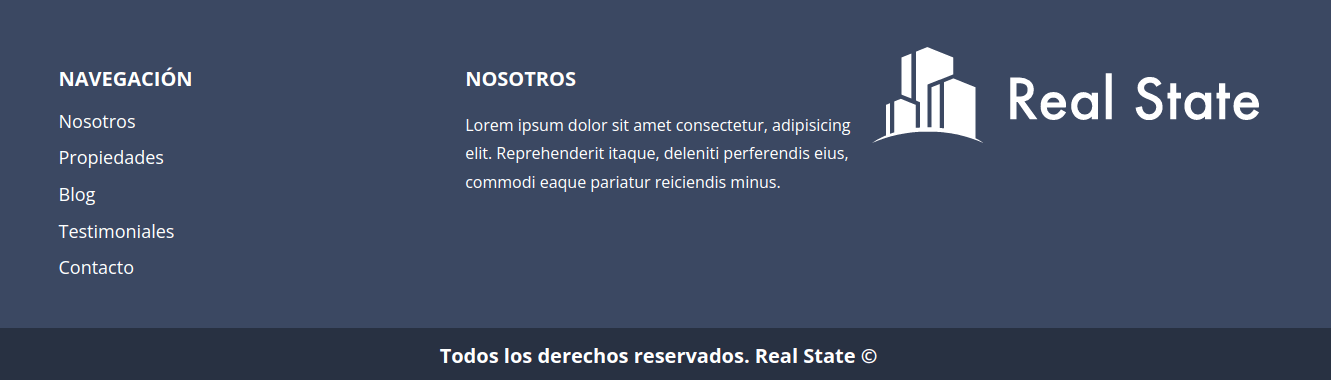 NAVEGACIÓN
Nosotros
Propiedades
Blog
Testimoniales
Contacto
NOSOTROS
Lorem ipsum dolor sit amet consectetur, adipisicing
elit. Reprehenderit itaque, deleniti perferendis eius,
commodi eaque pariatur reiciendis minus.
Real State
Todos los derechos reservados. Real State ©